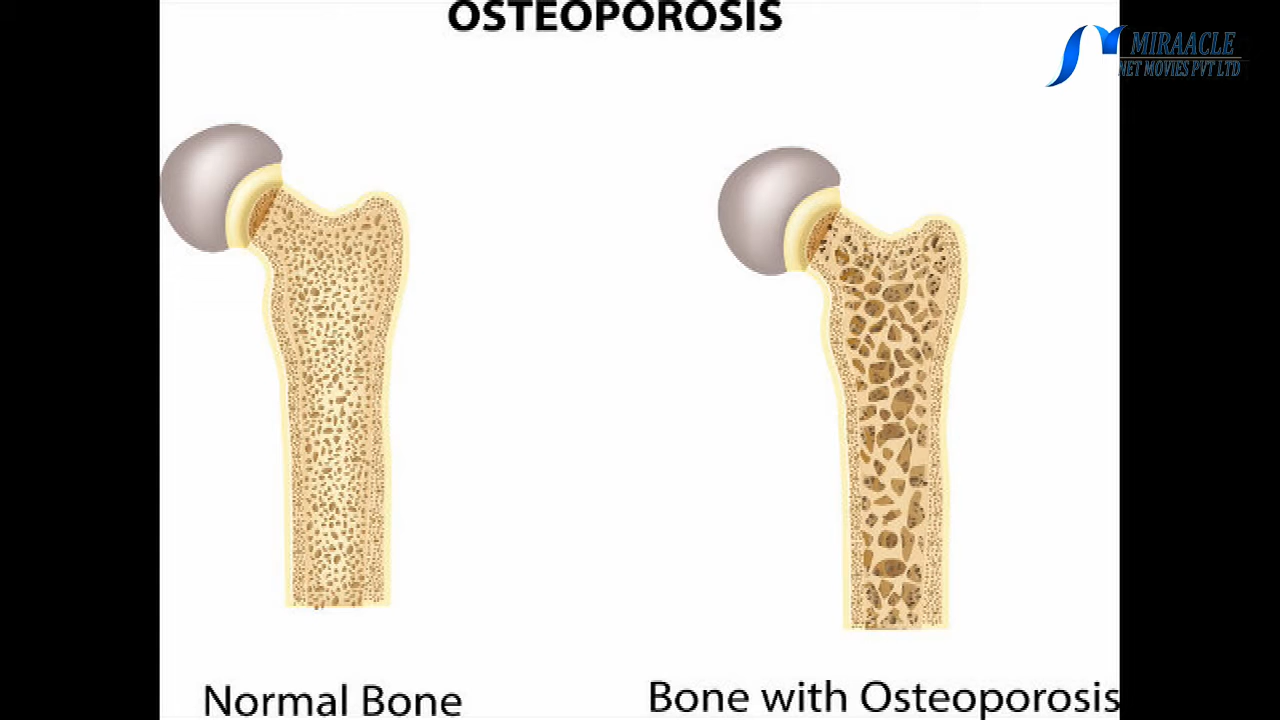 OSTEOPOROSIS
MIRAACLE
NET MOVIES PVT LTD
Normal Bone
Bone with Osteoporosis